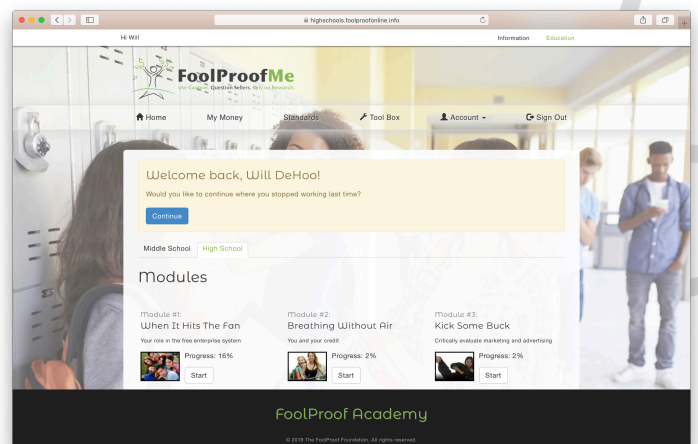 highschools.foolproofonline.info
Hi Will
Information Education
FoolProofMe
Use Caution. Question Sellers. Rely on Research.
Home My Money Standards Tool Box Account Sign Out
Welcome back, Will DeHoo!
Would you like to continue where you stopped working last time?
Continue
Middle School High School
Modules
Module #1: Module #2: Module #3:
When It Hits The Fan Breathing Without Air Kick Some Buck
Your role in the free enterprise system You and your credit Critically evaluate marketing and advertising
Progress: 16% Progress: 2% Progress: 2%
Start Start Start
FoolProof Academy
© 2019 The FoolProof Foundation. All rights reserved.